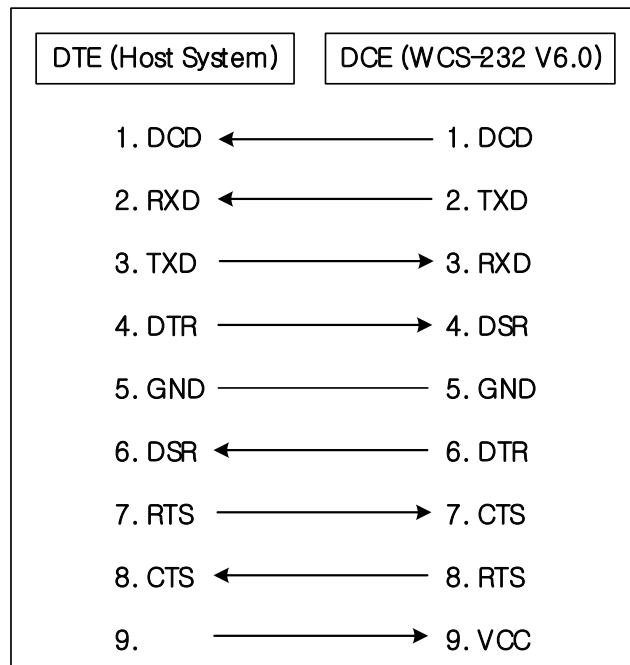 DTE (Host System) DCE (WCS-232 V6.0)
1. DCD 1. DCD
2. RXD 2. TXD
3. TXD 3. RXD
4. DTR 4. DSR
5. GND 5. GND
6. DSR 6. DTR
7. RTS 7. CTS
8. CTS 8. RTS
9. 9. VCC